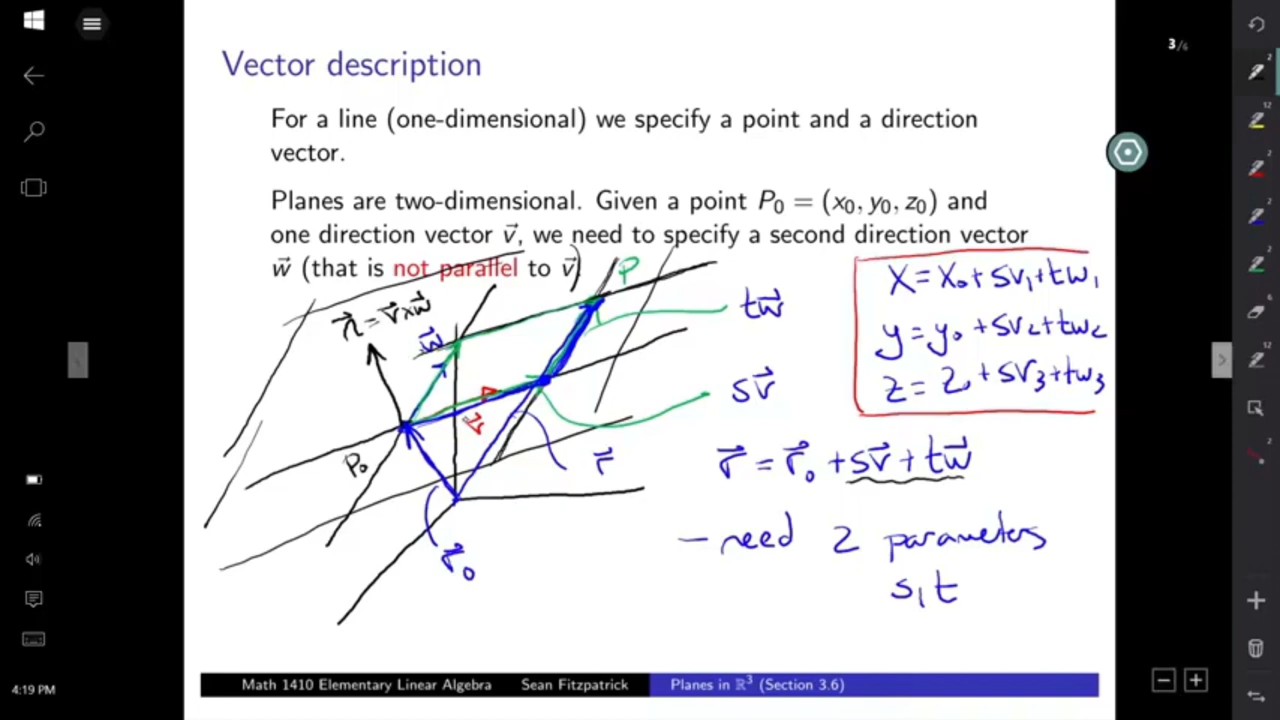 3/6
Vector description
For a line (one-dimensional) we specify a point and a direction
vector.
Planes are two-dimensional. Given a point P₀ = (x₀, y₀, z₀) and
one direction vector v⃗, we need to specify a second direction vector
w⃗ (that is not parallel to v⃗)
P
n⃗ = v⃗ × w⃗
w⃗
tw⃗
x = x₀ + sv₁ + tw₁
y = y₀ + sv₂ + tw₂
z = z₀ + sv₃ + tw₃
sv⃗
v⃗
P₀
r⃗
r⃗ = r⃗₀ + sv⃗ + tw⃗
r⃗₀
– need 2 parameters
s, t
Math 1410 Elementary Linear Algebra Sean Fitzpatrick Planes in ℝ³ (Section 3.6)
4:19 PM